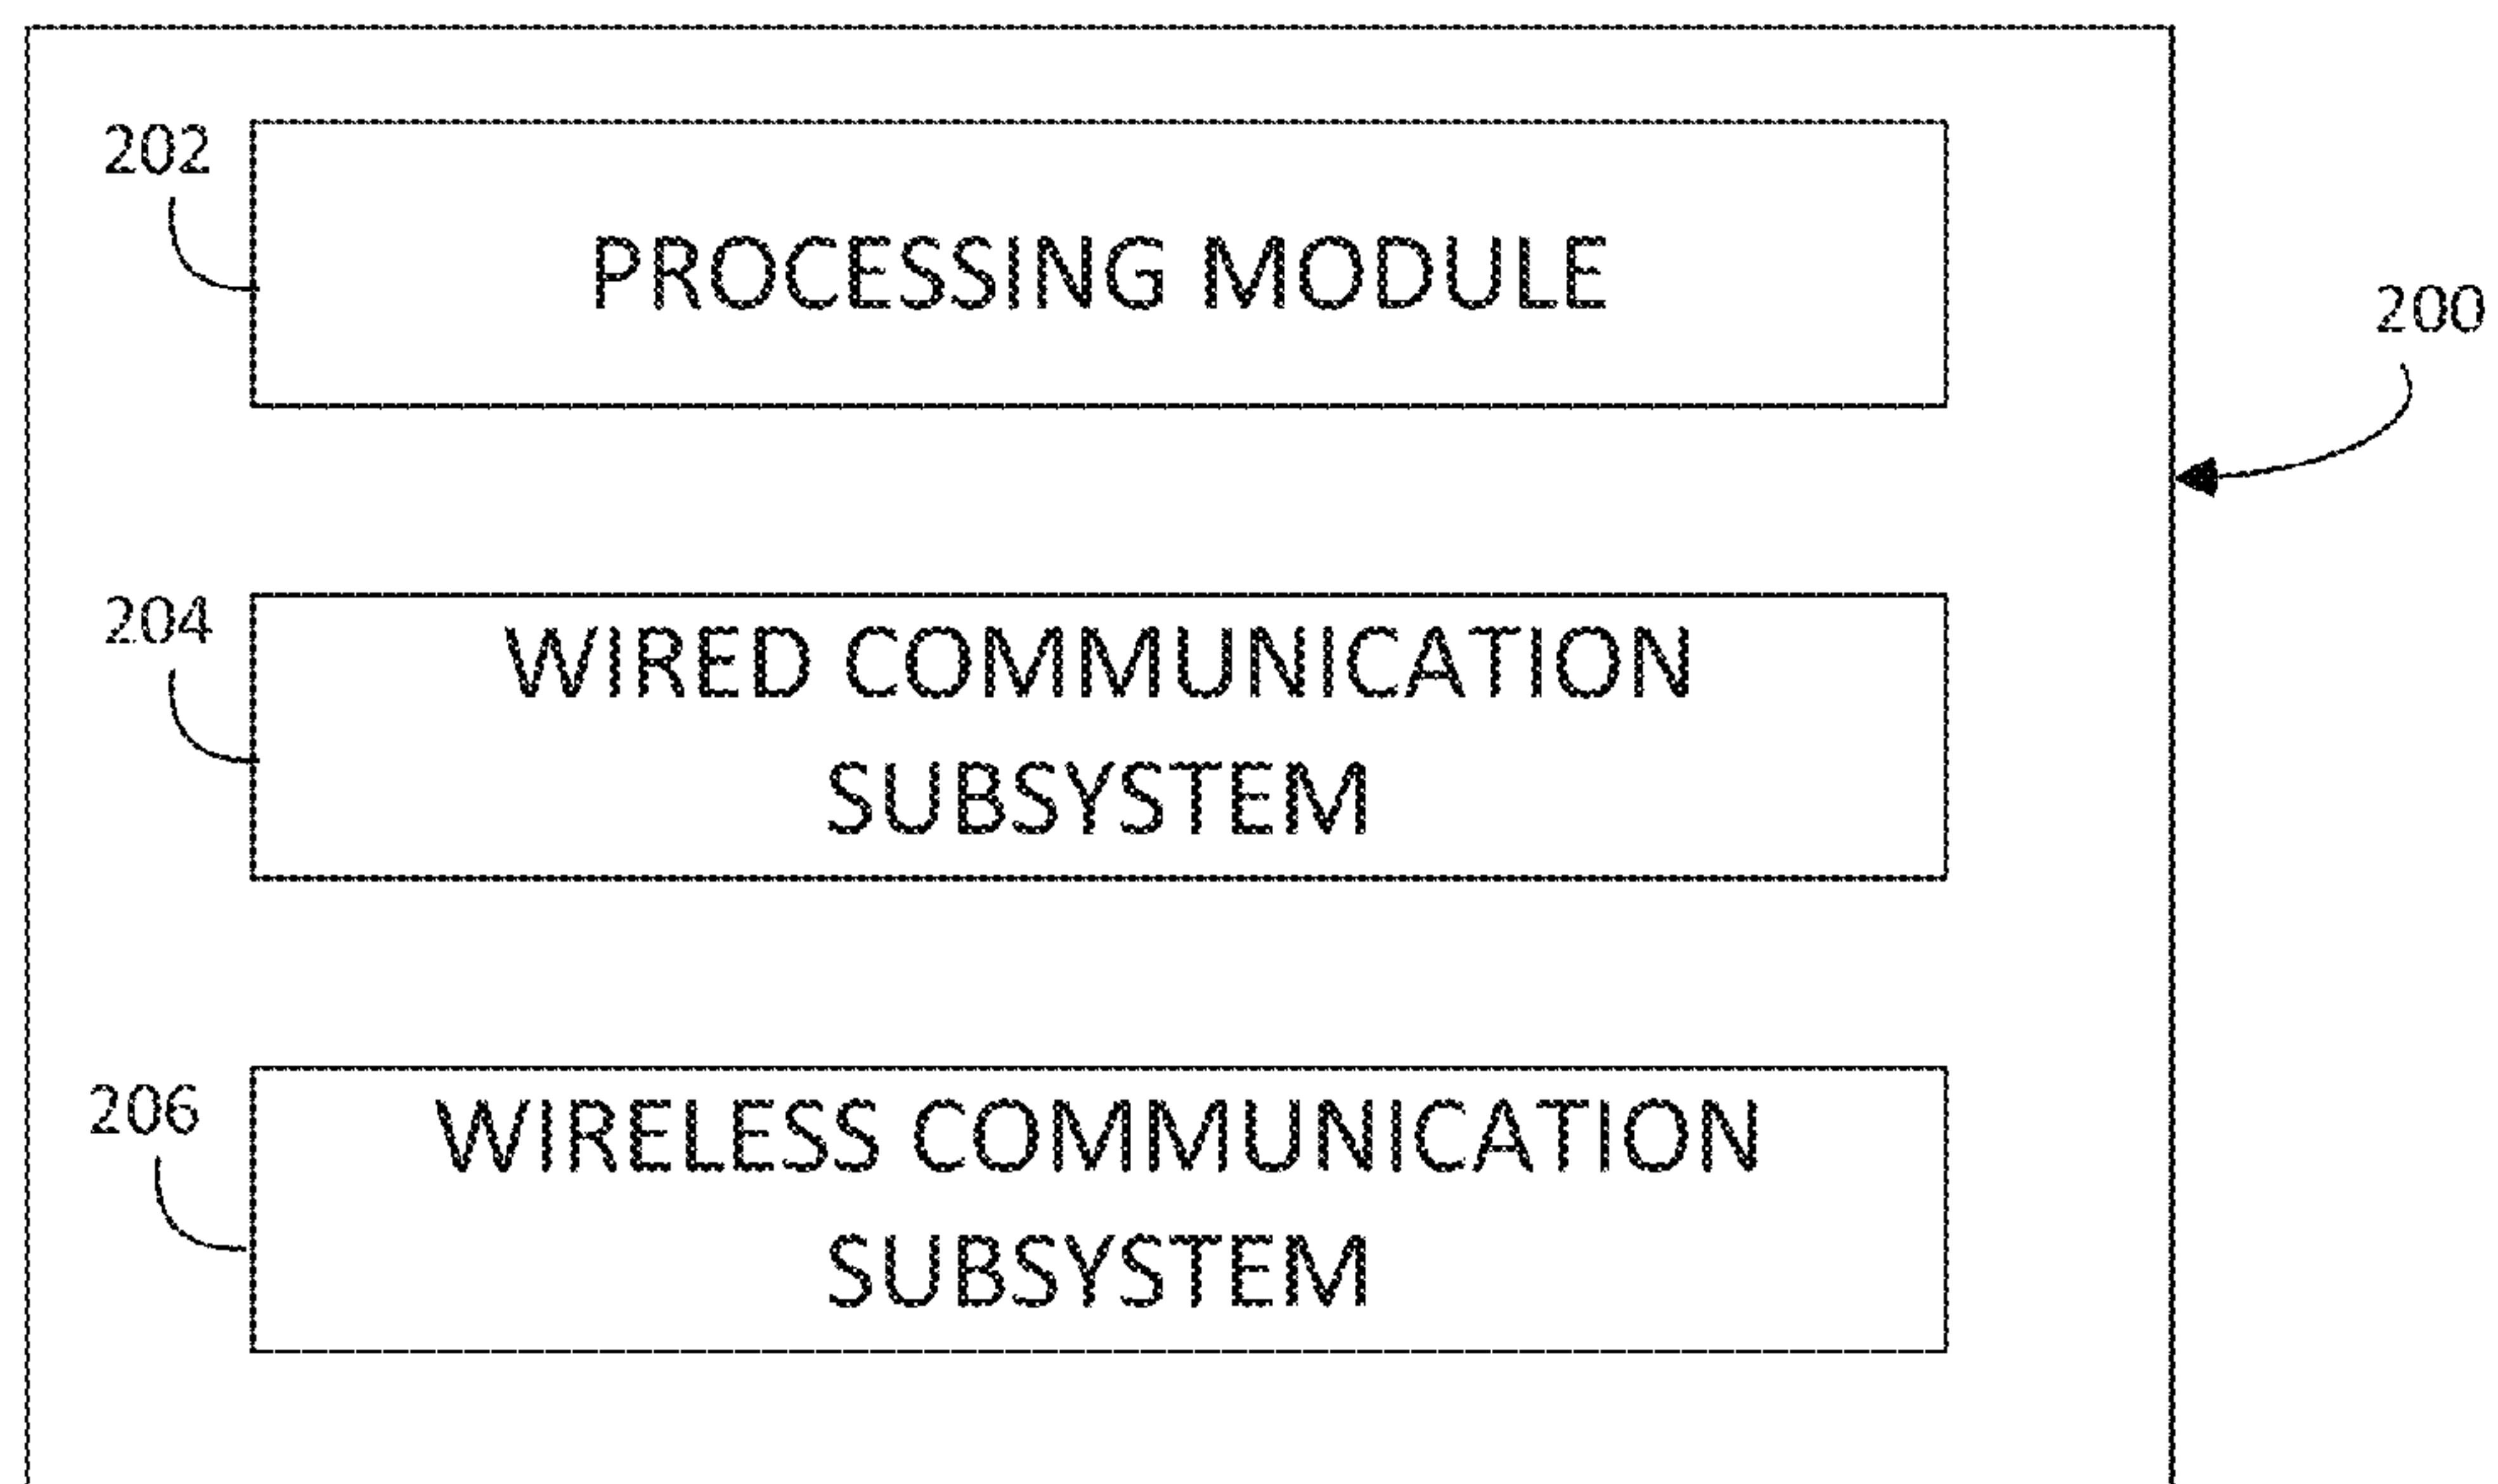 202
PROCESSING MODULE
200
204
WIRED COMMUNICATION
SUBSYSTEM
206
WIRELESS COMMUNICATION
SUBSYSTEM